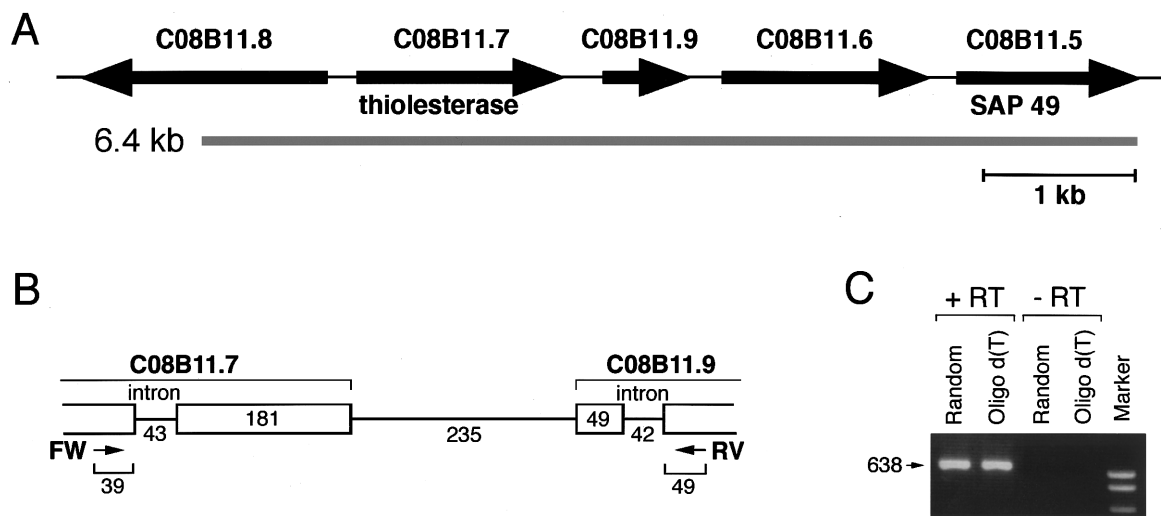 A
C08B11.8 C08B11.7 C08B11.9 C08B11.6 C08B11.5
thiolesterase SAP 49
6.4 kb
1 kb
B
C08B11.7 C08B11.9
intron intron
43 181 235 49 42
FW RV
39 49
C
+ RT - RT
Random Oligo d(T) Random Oligo d(T) Marker
638